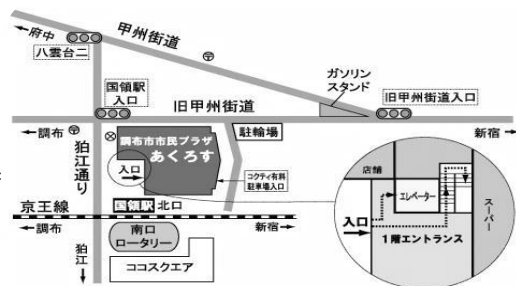 ←府中
甲州街道
八雲台二
国領駅
入口
ガソリン
スタンド
旧甲州街道
旧甲州街道入口
←調布
新宿→
調布市市民プラザ
あくろす
駐輪場
入口
コクティ有料
駐車場入口
狛江通り
京王線
国領駅 北口
←調布
新宿→
南口
ロータリー
狛江
ココスクエア
店舗
エレベーター
スーパー
入口
1階エントランス